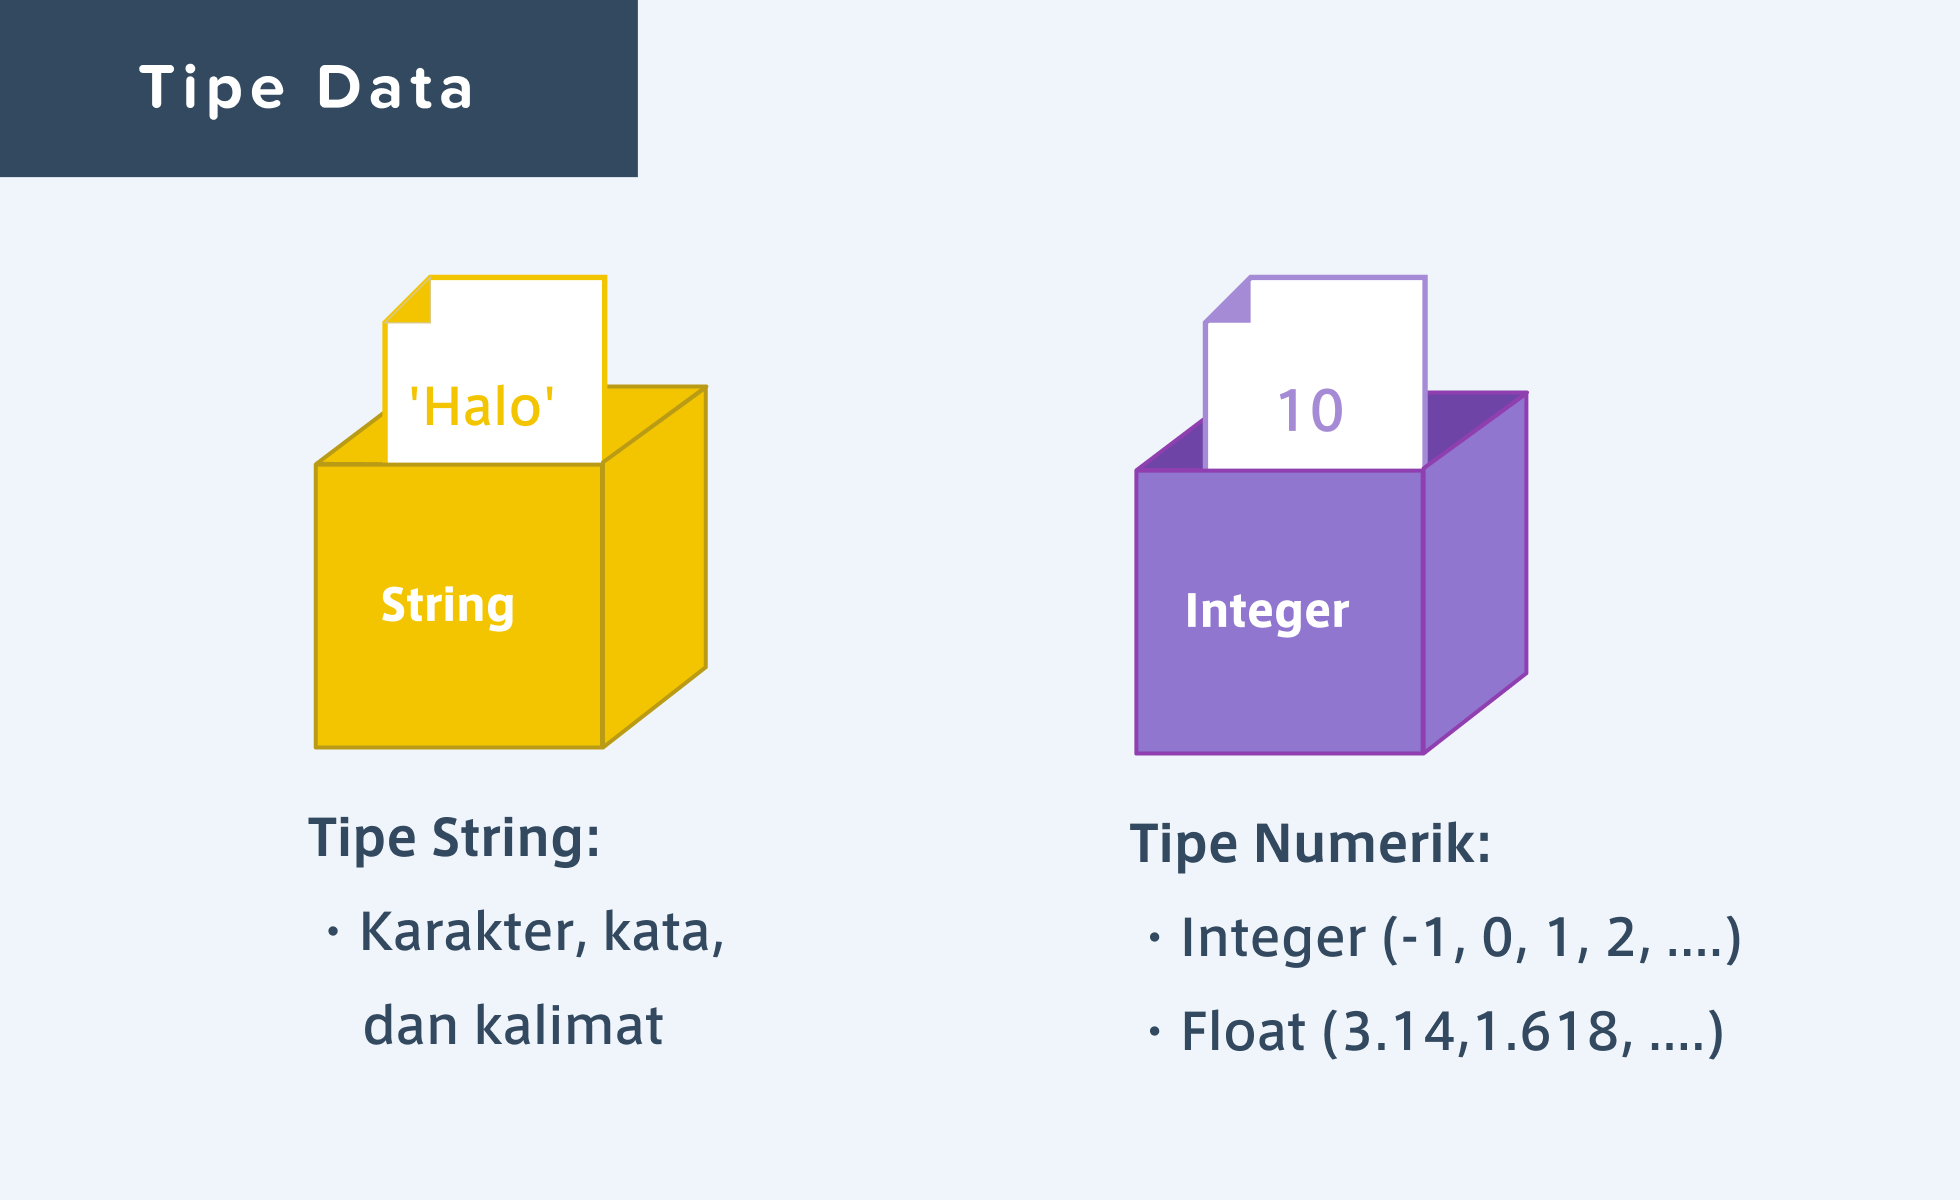 Tipe Data
'Halo'
String
Tipe String:
・Karakter, kata,
dan kalimat
10
Integer
Tipe Numerik:
・Integer (-1, 0, 1, 2, ....)
・Float (3.14,1.618, ....)